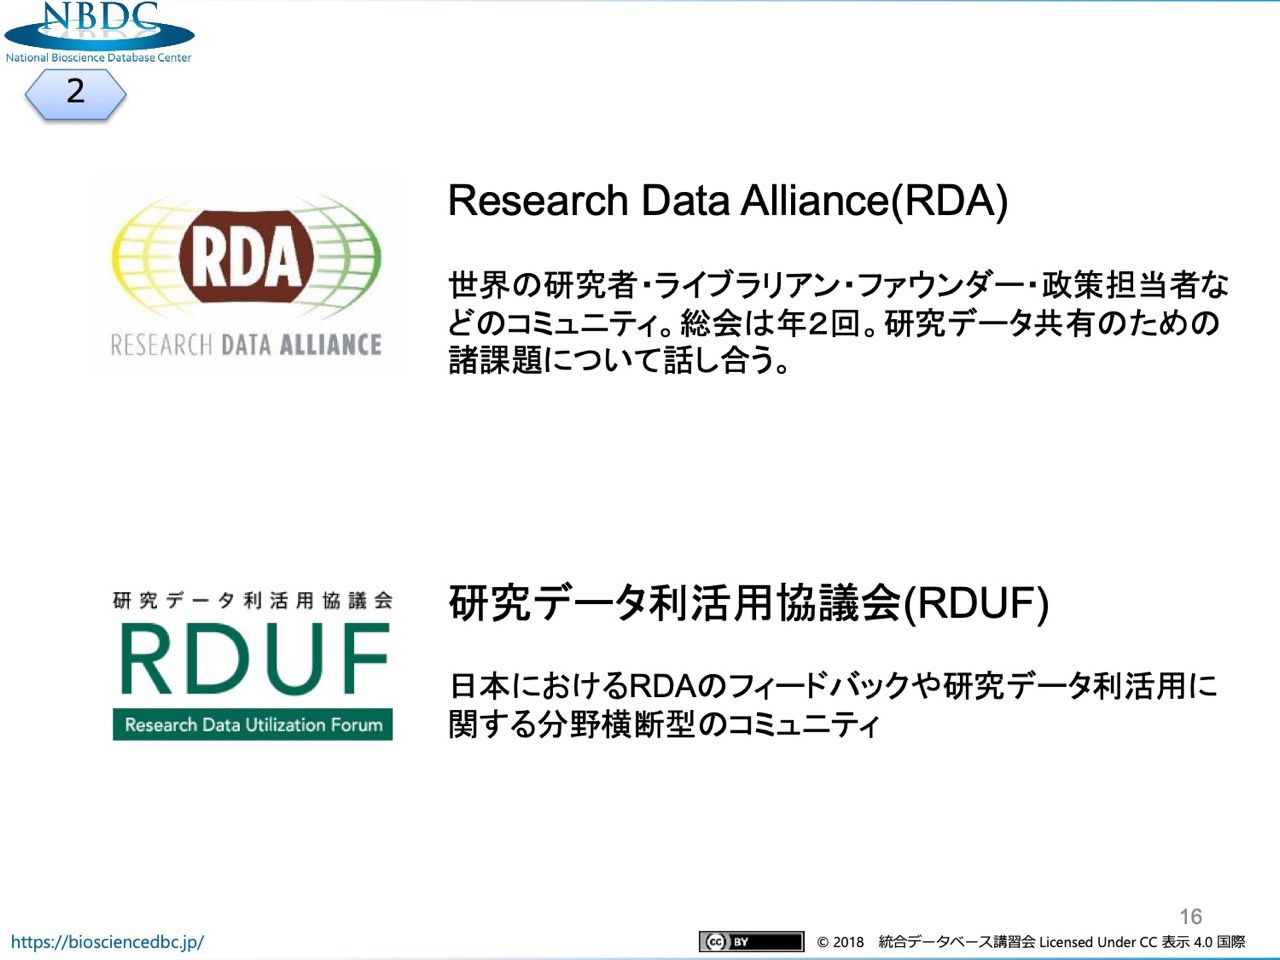 NBDC
National Bioscience Database Center
2
RDA
RESEARCH DATA ALLIANCE
Research Data Alliance(RDA)
世界の研究者・ライブラリアン・ファウンダー・政策担当者な
どのコミュニティ。総会は年２回。研究データ共有のための
諸課題について話し合う。
研究データ利活用協議会
RDUF
Research Data Utilization Forum
研究データ利活用協議会(RDUF)
日本におけるRDAのフィードバックや研究データ利活用に
関する分野横断型のコミュニティ
16
https://biosciencedbc.jp/
cc BY
© 2018　統合データベース講習会 Licensed Under CC 表示 4.0 国際